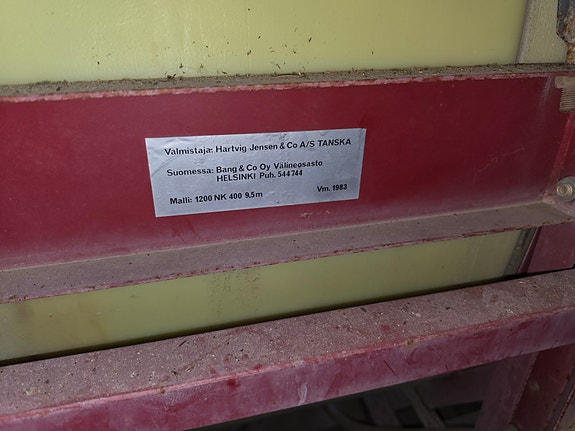 Valmistaja: Hartvig Jensen & Co A/S TANSKA
Suomessa: Bang & Co Oy Välineosasto
HELSINKI Puh. 544744
Malli: 1200 NK 400 9,5m Vm. 1983